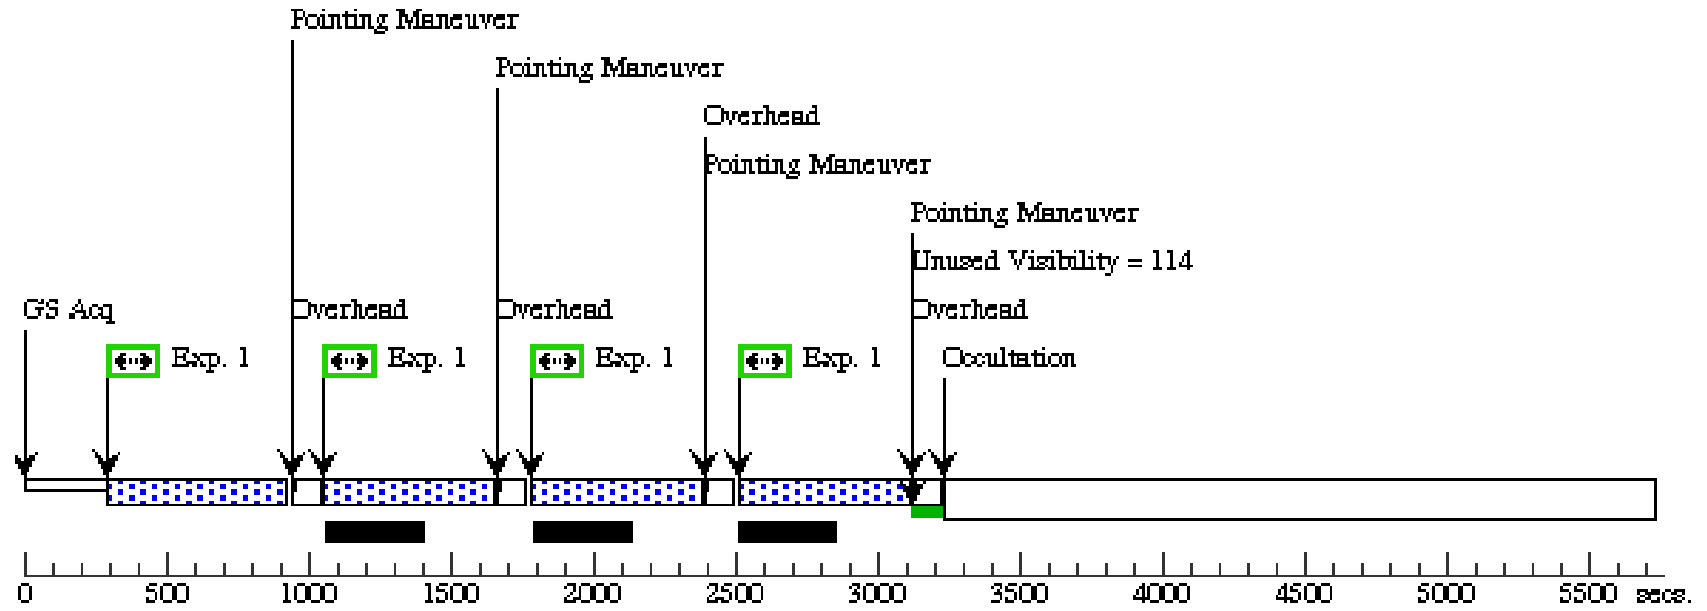 Pointing Maneuver
Pointing Maneuver
Overhead
Pointing Maneuver
Pointing Maneuver
Unused Visibility = 114
GS Acq Overhead Overhead Overhead
Exp. 1 Exp. 1 Exp. 1 Exp. 1 Occultation
0 500 1000 1500 2000 2500 3000 3500 4000 4500 5000 5500 secs.